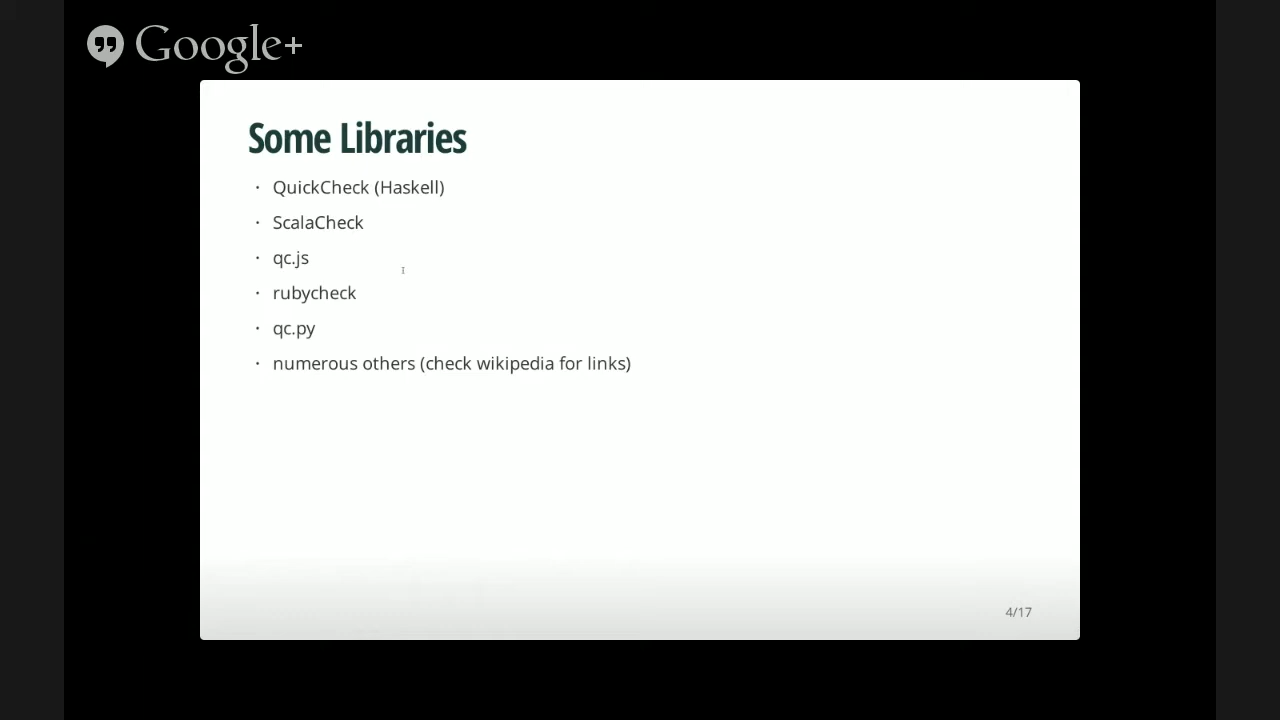 Google+
Some Libraries
· QuickCheck (Haskell)
· ScalaCheck
· qc.js
· rubycheck
· qc.py
· numerous others (check wikipedia for links)
4/17